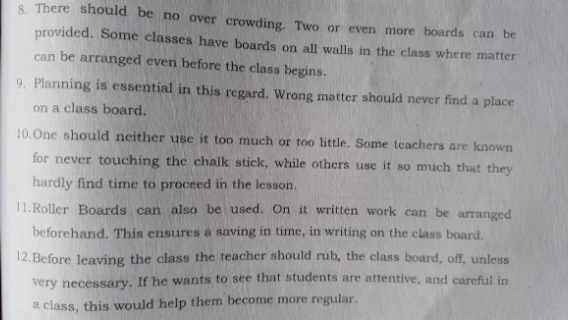 8. There should be no over crowding. Two or even more boards can be
provided. Some classes have boards on all walls in the class where matter
can be arranged even before the class begins.
9. Planning is essential in this regard. Wrong matter should never find a place
on a class board.
10.One should neither use it too much or too little. Some teachers are known
for never touching the chalk stick, while others use it so much that they
hardly find time to proceed in the lesson.
11.Roller Boards can also be used. On it written work can be arranged
beforehand. This ensures a saving in time, in writing on the class board.
12.Before leaving the class the teacher should rub, the class board, off, unless
very necessary. If he wants to see that students are attentive, and careful in
a class, this would help them become more regular.